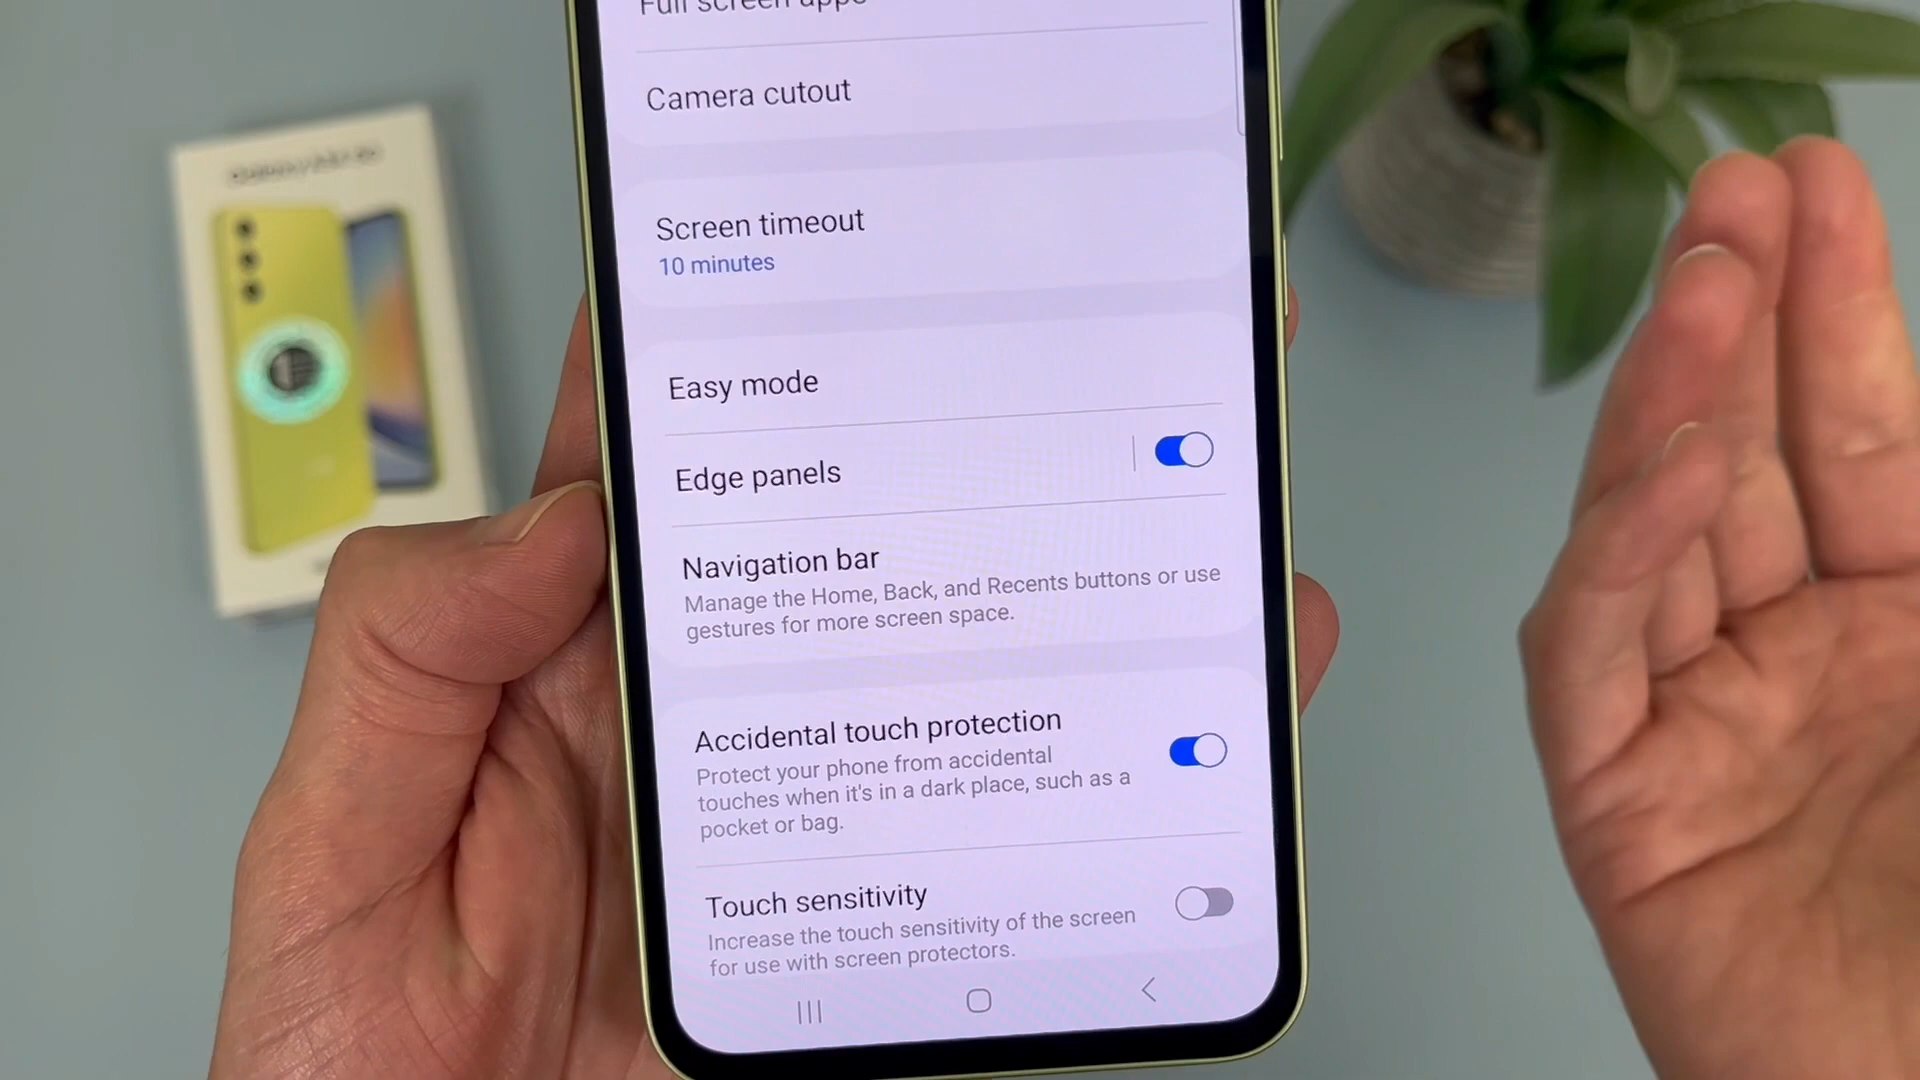 Full screen apps
Camera cutout
Screen timeout
10 minutes
Easy mode
Edge panels
Navigation bar
Manage the Home, Back, and Recents buttons or use
gestures for more screen space.
Accidental touch protection
Protect your phone from accidental
touches when it's in a dark place, such as a
pocket or bag.
Touch sensitivity
Increase the touch sensitivity of the screen
for use with screen protectors.